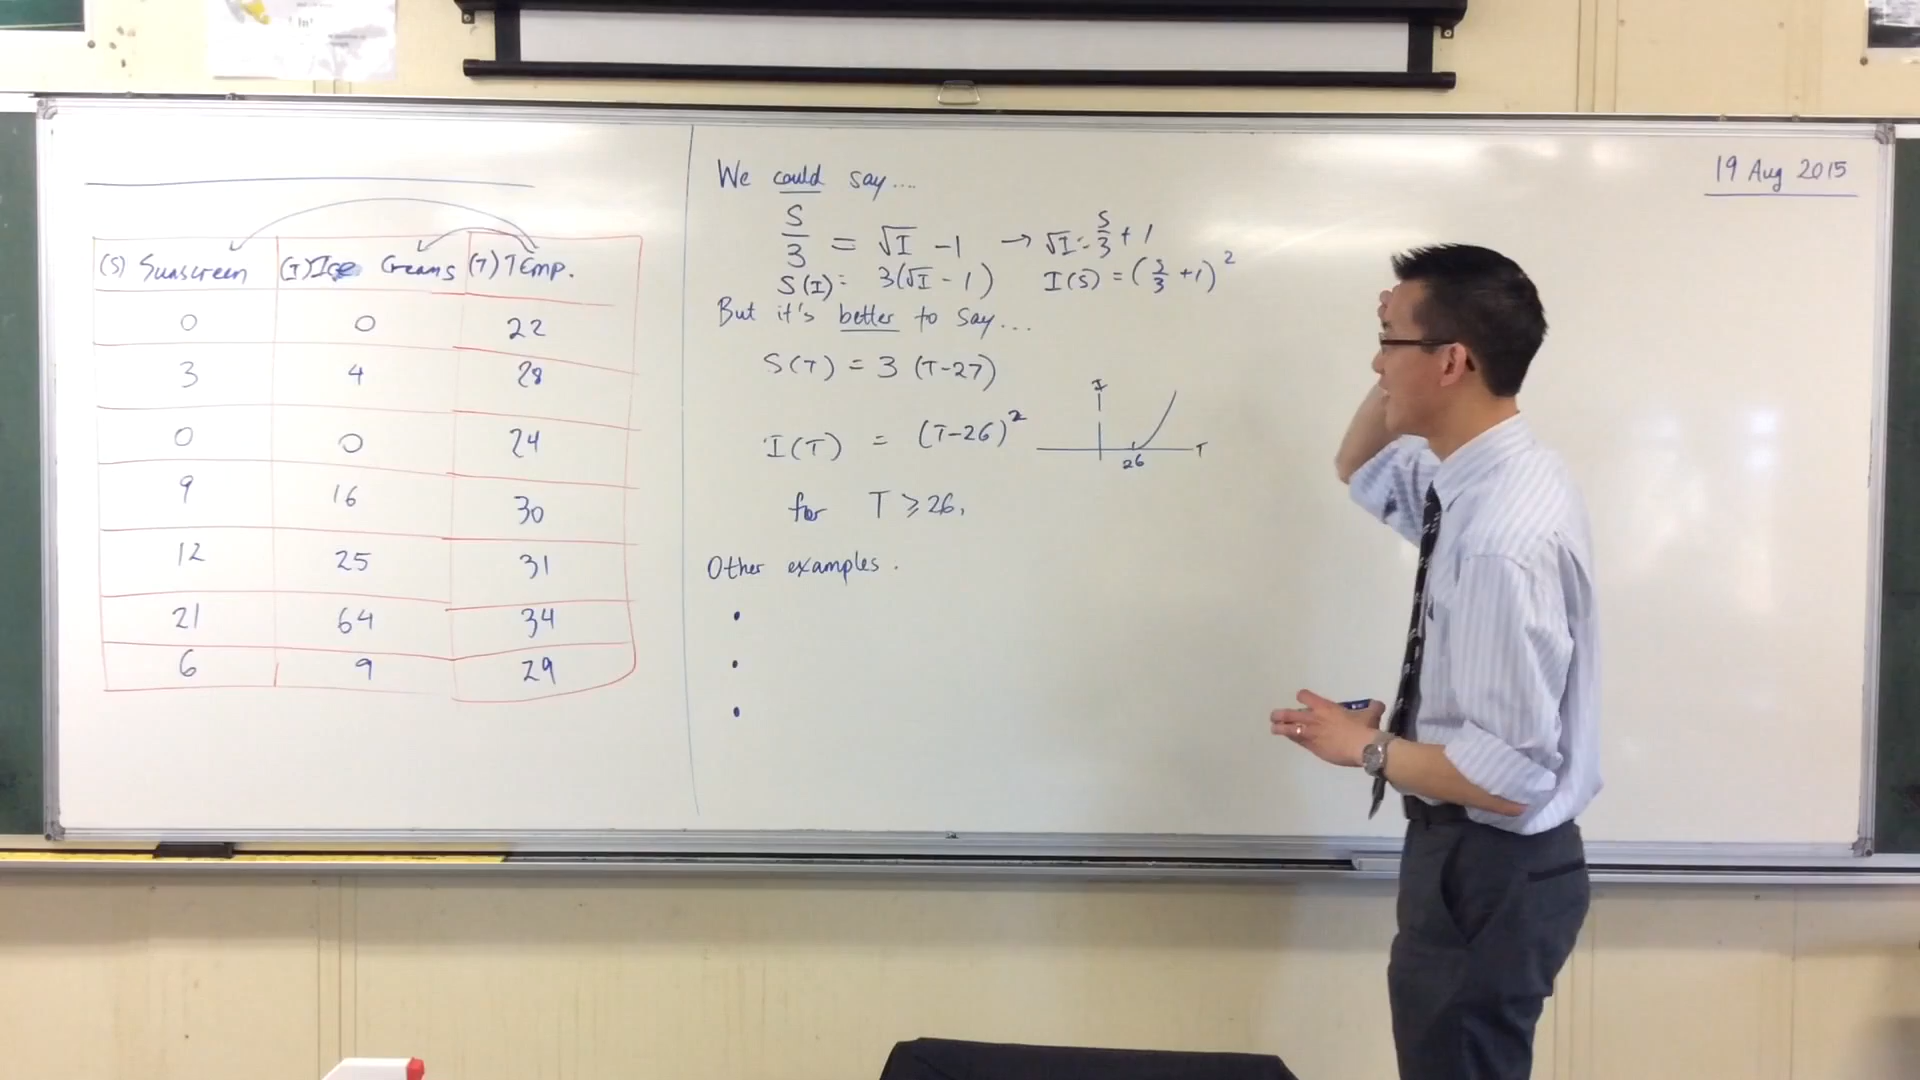 19 Aug 2015
(S) Sunscreen (I) Ice Creams (T) Temp.
0 0 22
3 4 28
0 0 24
9 16 30
12 25 31
21 64 34
6 9 29
We could say....
S/3 = √I - 1 → √I = S/3 + 1
S(I) = 3(√I - 1) I(S) = (S/3 + 1)²
But it's better to say...
S(T) = 3 (T-27)
I(T) = (T-26)²
I
26
T
for T ⩾ 26,
Other examples.